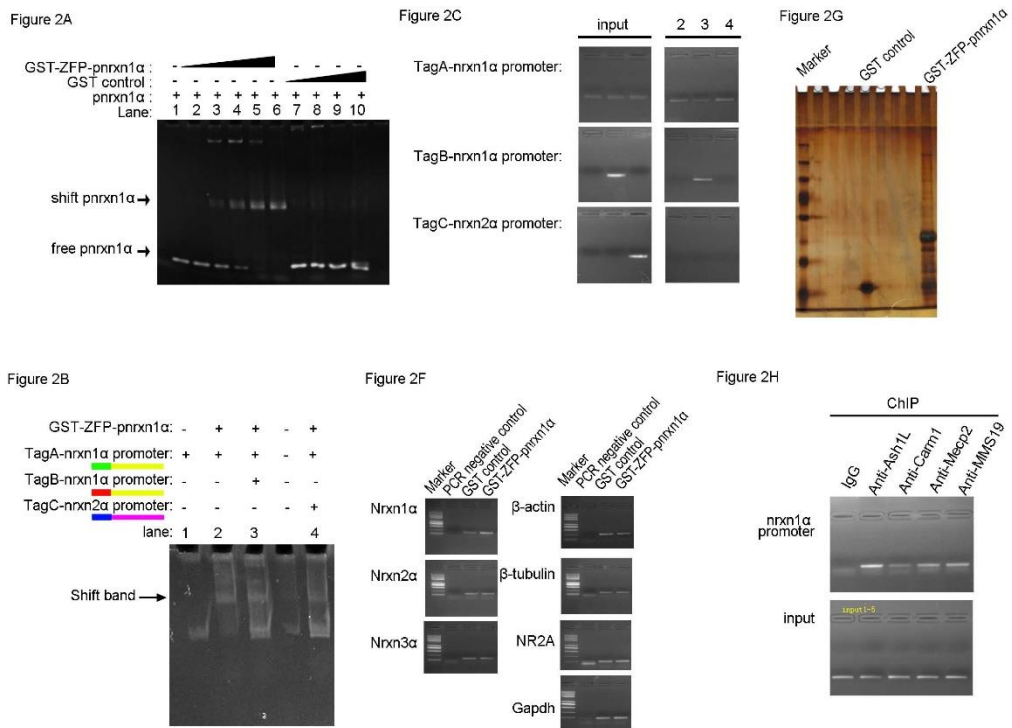 Figure 2A
GST-ZFP-pnrxn1α : -
GST control : - - - - - -
pnrxn1α : + + + + + + + + + +
Lane: 1 2 3 4 5 6 7 8 9 10
shift pnrxn1α
free pnrxn1α
Figure 2C
input 2 3 4
TagA-nrxn1α promoter:
TagB-nrxn1α promoter:
TagC-nrxn2α promoter:
Figure 2G
Marker
GST control
GST-ZFP-pnrxn1α
Figure 2B
GST-ZFP-pnrxn1α: - + + - +
TagA-nrxn1α promoter: + + + - +
TagB-nrxn1α promoter: - - + - -
TagC-nrxn2α promoter: - - - - +
lane: 1 2 3 4
Shift band
Figure 2F
Marker
PCR negative control
GST control
GST-ZFP-pnrxn1α
Nrxn1α
Nrxn2α
Nrxn3α
Marker
PCR negative control
GST control
GST-ZFP-pnrxn1α
β-actin
β-tubulin
NR2A
Gapdh
Figure 2H
ChIP
IgG
Anti-Ash1L
Anti-Carm1
Anti-Mecp2
Anti-MMS19
nrxn1α
promoter
input
input1-5